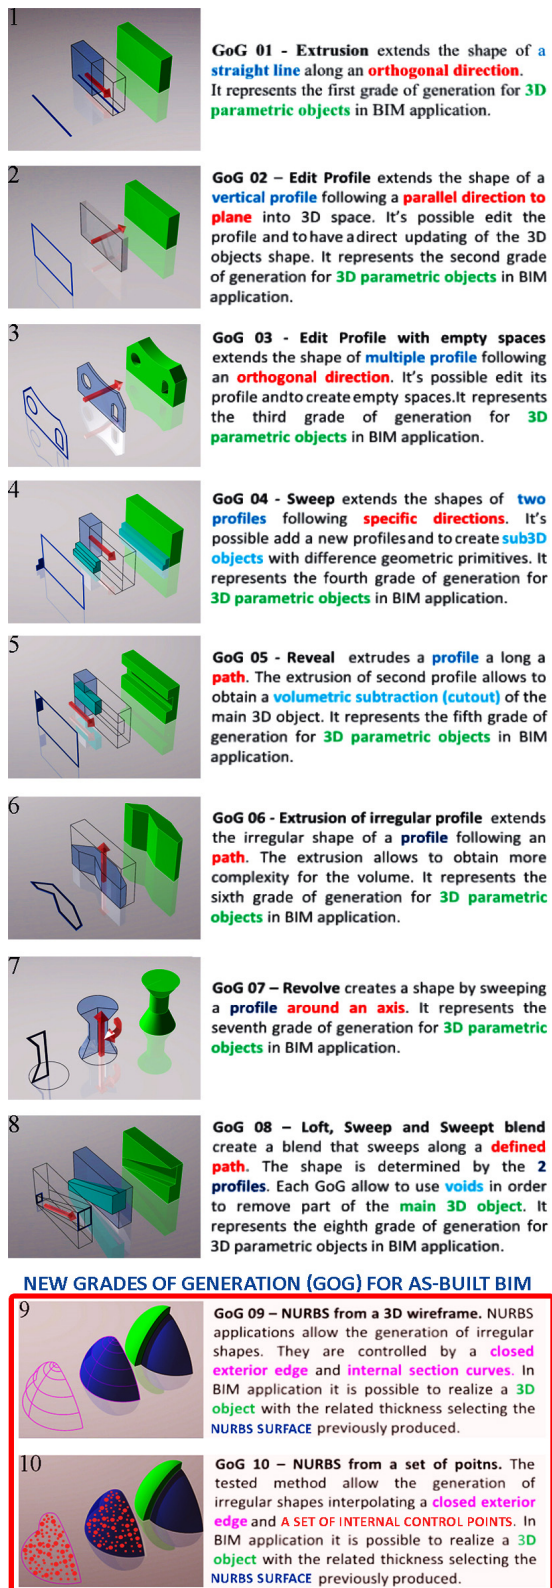 1
GoG 01 - Extrusion extends the shape of a
straight line along an orthogonal direction.
It represents the first grade of generation for 3D
parametric objects in BIM application.
2
GoG 02 – Edit Profile extends the shape of a
vertical profile following a parallel direction to
plane into 3D space. It's possible edit the
profile and to have a direct updating of the 3D
objects shape. It represents the second grade
of generation for 3D parametric objects in BIM
application.
3
GoG 03 - Edit Profile with empty spaces
extends the shape of multiple profile following
an orthogonal direction. It's possible edit its
profile and to create empty spaces.It represents
the third grade of generation for 3D
parametric objects in BIM application.
4
GoG 04 - Sweep extends the shapes of two
profiles following specific directions. It's
possible add a new profiles and to create sub3D
objects with difference geometric primitives. It
represents the fourth grade of generation for
3D parametric objects in BIM application.
5
GoG 05 - Reveal extrudes a profile a long a
path. The extrusion of second profile allows to
obtain a volumetric subtraction (cutout) of the
main 3D object. It represents the fifth grade of
generation for 3D parametric objects in BIM
application.
6
GoG 06 - Extrusion of irregular profile extends
the irregular shape of a profile following an
path. The extrusion allows to obtain more
complexity for the volume. It represents the
sixth grade of generation for 3D parametric
objects in BIM application.
7
GoG 07 – Revolve creates a shape by sweeping
a profile around an axis. It represents the
seventh grade of generation for 3D parametric
objects in BIM application.
8
GoG 08 – Loft, Sweep and Sweept blend
create a blend that sweeps along a defined
path. The shape is determined by the 2
profiles. Each GoG allow to use voids in order
to remove part of the main 3D object. It
represents the eighth grade of generation for
3D parametric objects in BIM application.
NEW GRADES OF GENERATION (GOG) FOR AS-BUILT BIM
9
GoG 09 – NURBS from a 3D wireframe. NURBS
applications allow the generation of irregular
shapes. They are controlled by a closed
exterior edge and internal section curves. In
BIM application it is possible to realize a 3D
object with the related thickness selecting the
NURBS SURFACE previously produced.
10
GoG 10 – NURBS from a set of poitns. The
tested method allow the generation of
irregular shapes interpolating a closed exterior
edge and A SET OF INTERNAL CONTROL POINTS. In
BIM application it is possible to realize a 3D
object with the related thickness selecting the
NURBS SURFACE previously produced.